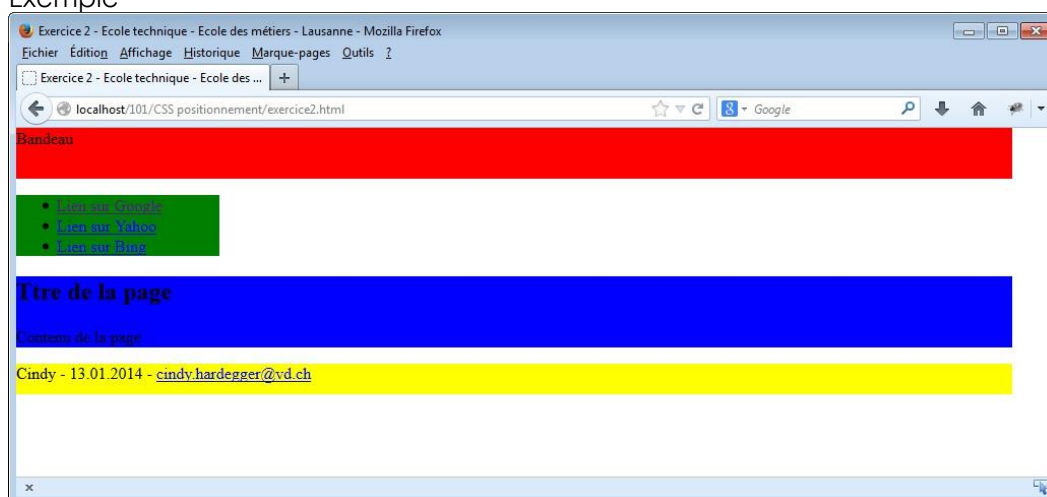 Exemple
Exercice 2 - Ecole technique - Ecole des métiers - Lausanne - Mozilla Firefox
Fichier Édition Affichage Historique Marque-pages Outils ?
Exercice 2 - Ecole technique - Ecole des ... +
localhost/101/CSS positionnement/exercice2.html 8 Google
Bandeau
• Lien sur Google
• Lien sur Yahoo
• Lien sur Bing
Ttre de la page
Contenu de la page
Cindy - 13.01.2014 - cindy.hardegger@vd.ch